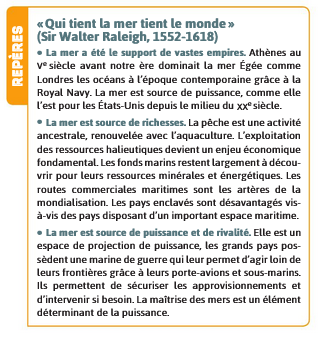 REPÈRES
« Qui tient la mer tient le monde »
(Sir Walter Raleigh, 1552-1618)
• La mer a été le support de vastes empires. Athènes au
Ve siècle avant notre ère dominait la mer Égée comme
Londres les océans à l'époque contemporaine grâce à la
Royal Navy. La mer est source de puissance, comme elle
l'est pour les États-Unis depuis le milieu du XXe siècle.
• La mer est source de richesses. La pêche est une activité
ancestrale, renouvelée avec l'aquaculture. L'exploitation
des ressources halieutiques devient un enjeu économique
fondamental. Les fonds marins restent largement à décou-
vrir pour leurs ressources minérales et énergétiques. Les
routes commerciales maritimes sont les artères de la
mondialisation. Les pays enclavés sont désavantagés vis-
à-vis des pays disposant d'un important espace maritime.
• La mer est source de puissance et de rivalité. Elle est un
espace de projection de puissance, les grands pays pos-
sèdent une marine de guerre qui leur permet d'agir loin de
leurs frontières grâce à leurs porte-avions et sous-marins.
Ils permettent de sécuriser les approvisionnements et
d'intervenir si besoin. La maîtrise des mers est un élément
déterminant de la puissance.